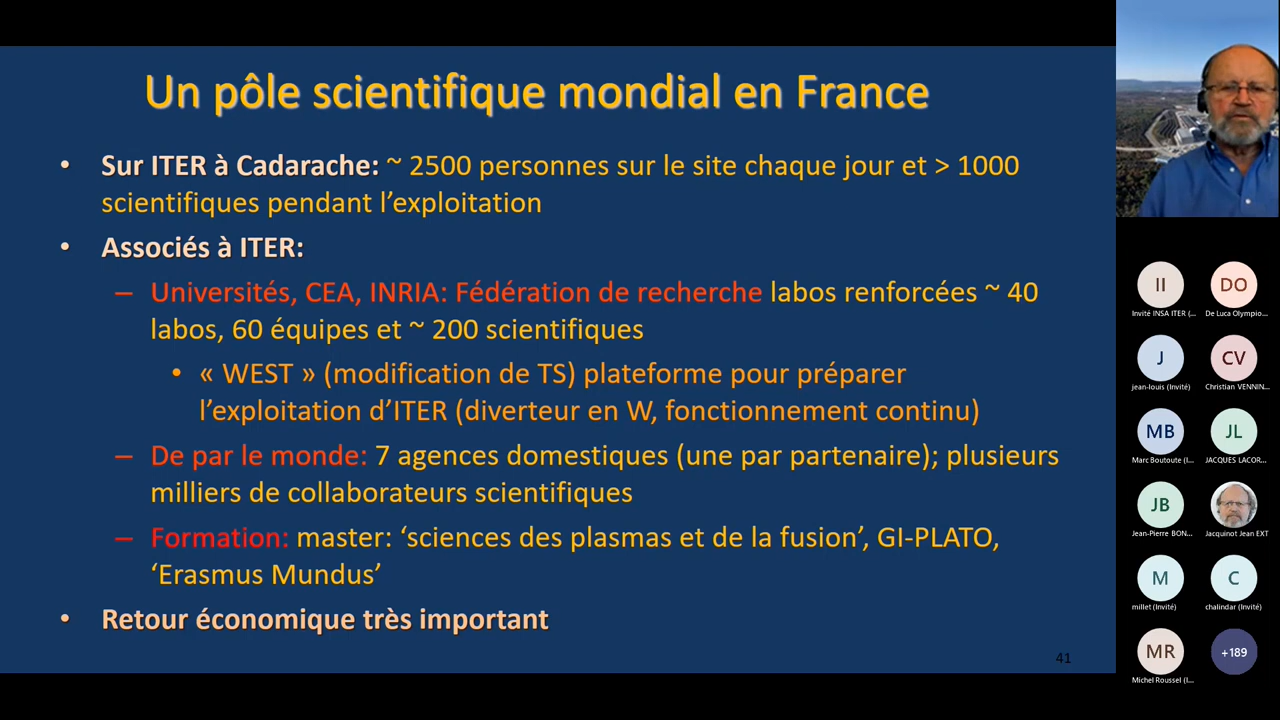 Un pôle scientifique mondial en France
• Sur ITER à Cadarache: ~ 2500 personnes sur le site chaque jour et > 1000
scientifiques pendant l’exploitation
• Associés à ITER:
– Universités, CEA, INRIA: Fédération de recherche labos renforcées ~ 40
labos, 60 équipes et ~ 200 scientifiques
• « WEST » (modification de TS) plateforme pour préparer
l’exploitation d’ITER (diverteur en W, fonctionnement continu)
– De par le monde: 7 agences domestiques (une par partenaire); plusieurs
milliers de collaborateurs scientifiques
– Formation: master: ‘sciences des plasmas et de la fusion’, GI-PLATO,
‘Erasmus Mundus’
• Retour économique très important
41
II DO
Invité INSA ITER (... De Luca Olympio...
J CV
jean-louis (Invité) Christian VENNIN...
MB JL
Marc Boutoute (I... JACQUES LACOR...
JB
Jean-Pierre BON... Jacquinot Jean EXT
M C
millet (Invité) chalindar (Invité)
MR +189
Michel Roussel (I...